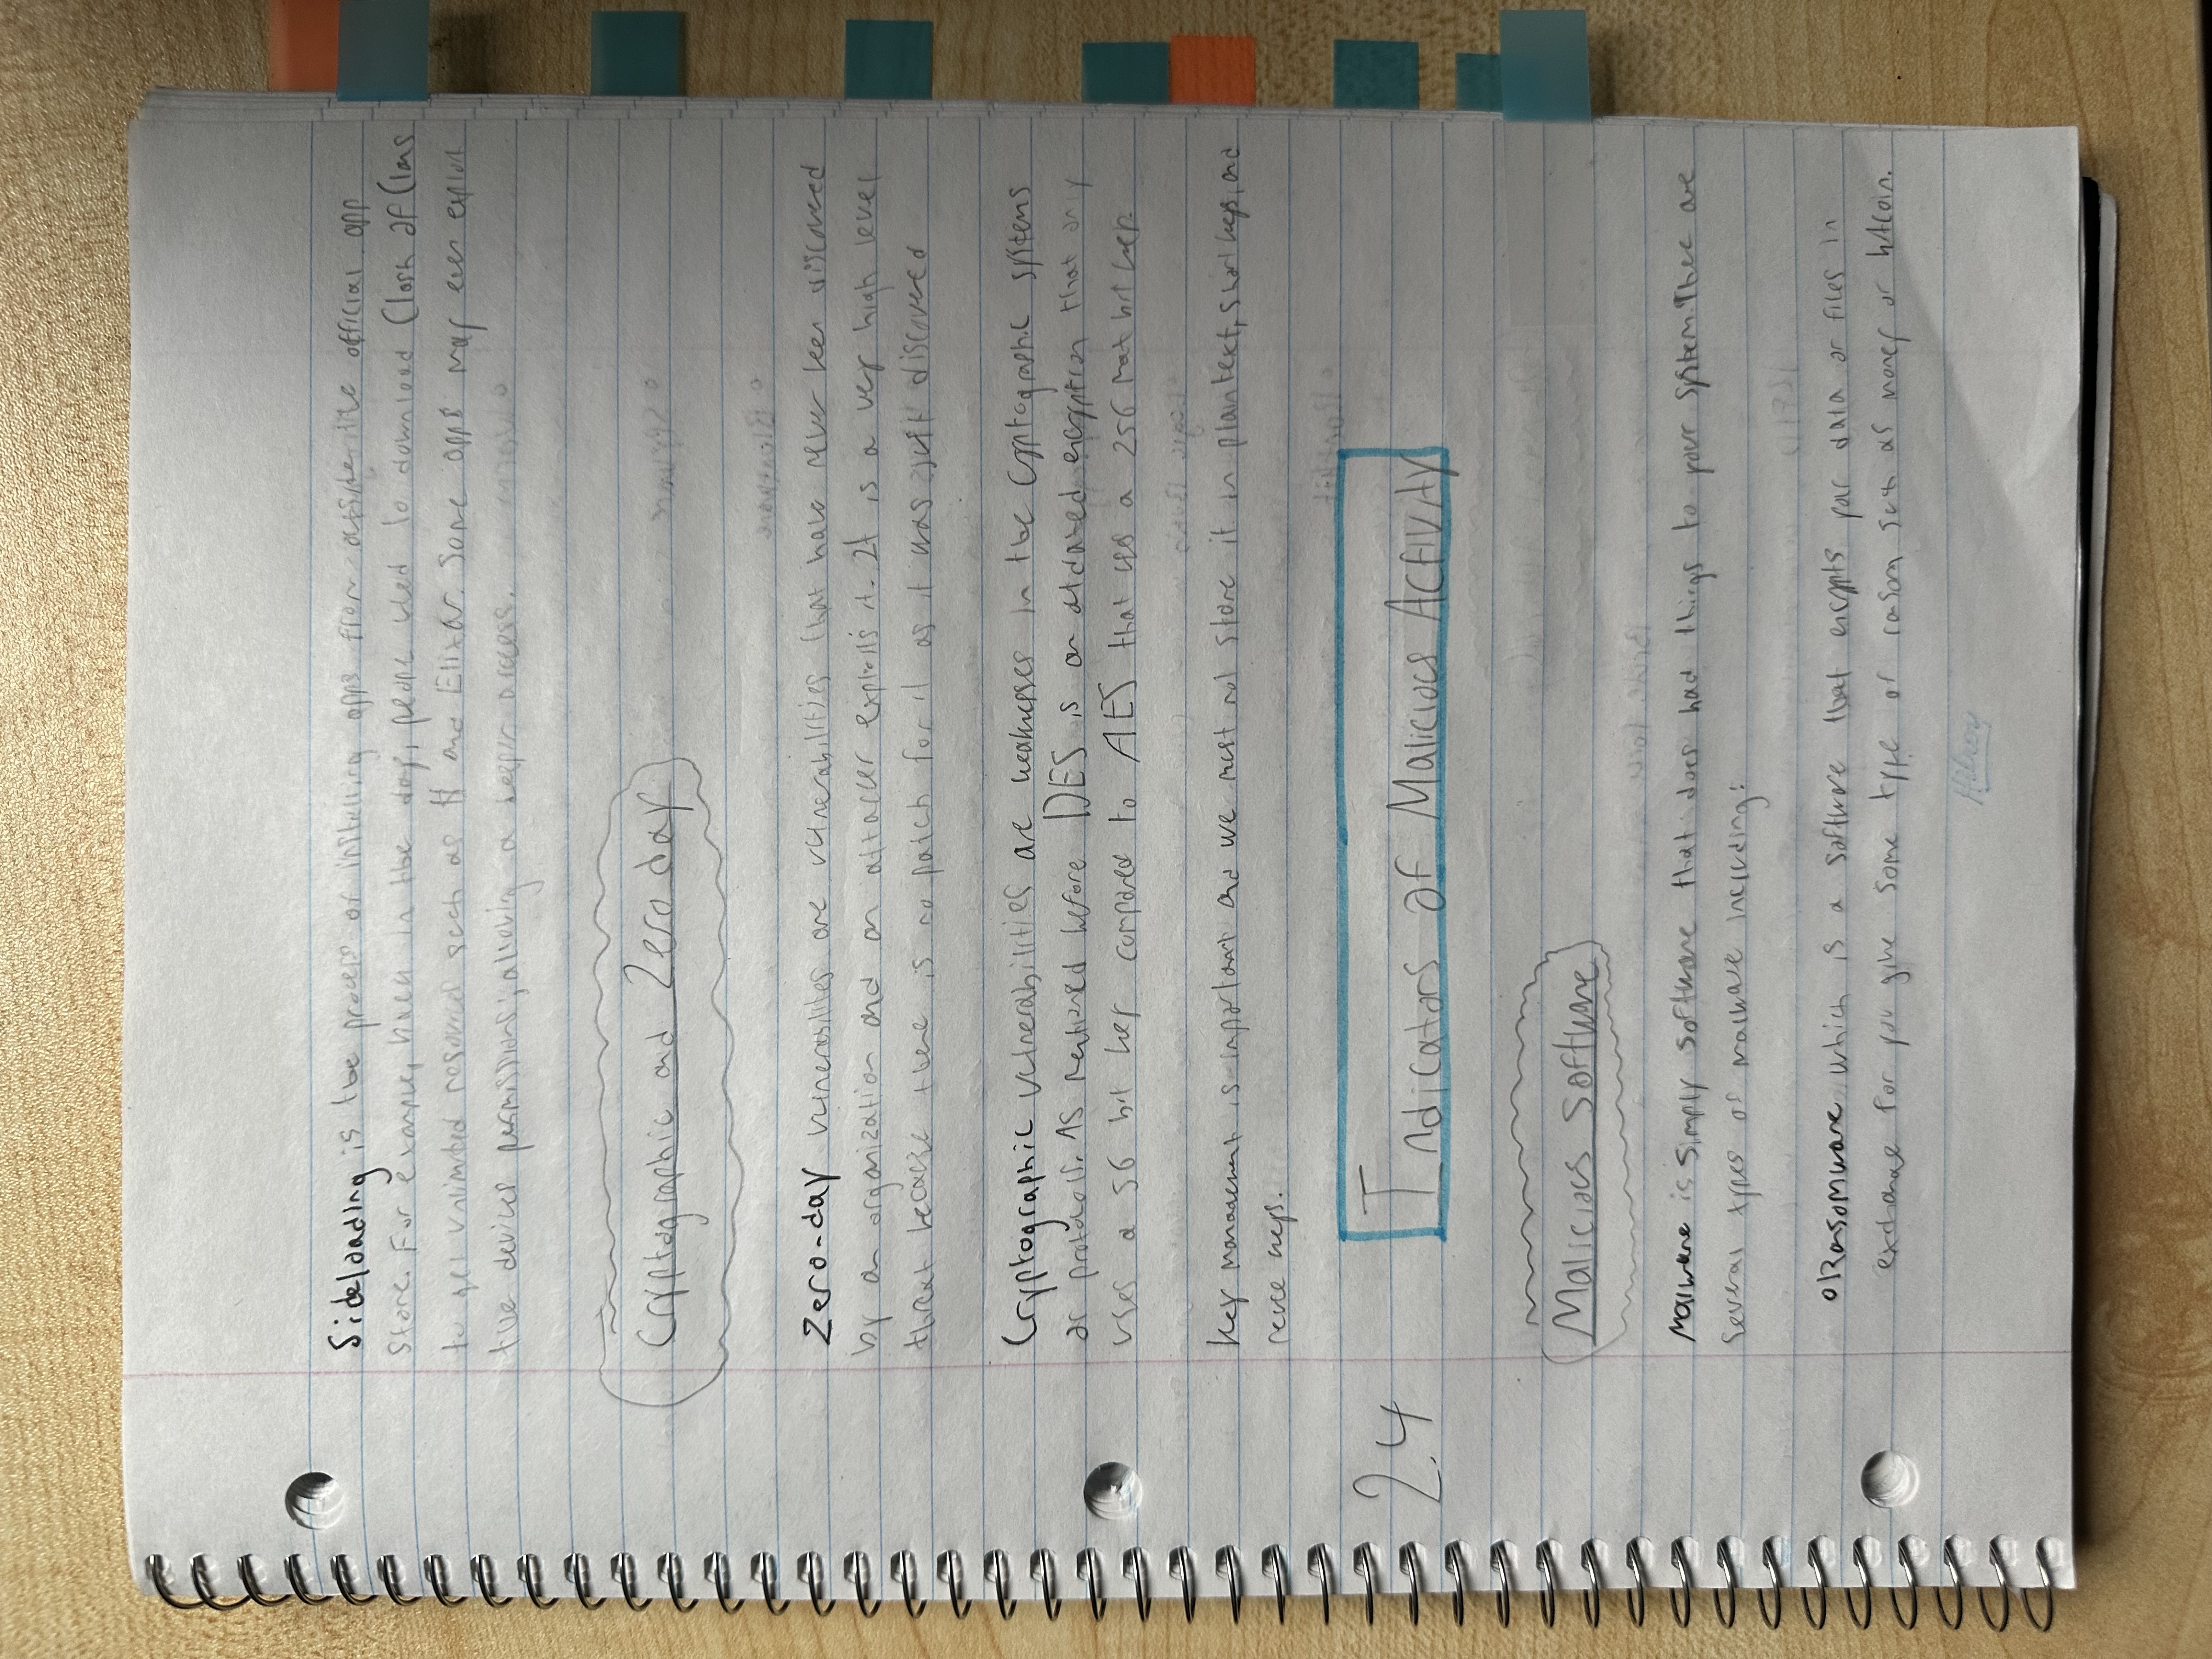 Sideloading is the process of installing apps from outside the official app
store. For example, back in the day, people used to download Clash of Clans
to get unlimited resources such as and Elixar. Some apps may even exploit
the devices permissions, allowing a deeper access.
Cryptographic and Zero day
Zero-day vulnerabilites are vulnerabilities that have never been discovered
by an organization and an attacker exploits it. It is a very high level
threat because there is no patch for it as it was just discovered
Cryptographic vulnerabilities are weaknesses in the cryptographic systems
or protocols. As mentioned before DES is an outdated encryption that only
uses a 56 bit key compared to AES that uses a 256 bit key.
Key management is important and we must not store it in plaintext, short keys, and
reuse keys.
2.4 Indicators of Malicious Activity
Malicious Software
Malware is simply software that does bad things to your system. There are
several types of malware including:
Ransomware which is a software that encrypts your data or files in
exchange for you give some type of ransom such as money or bitcoin.
Hilroy